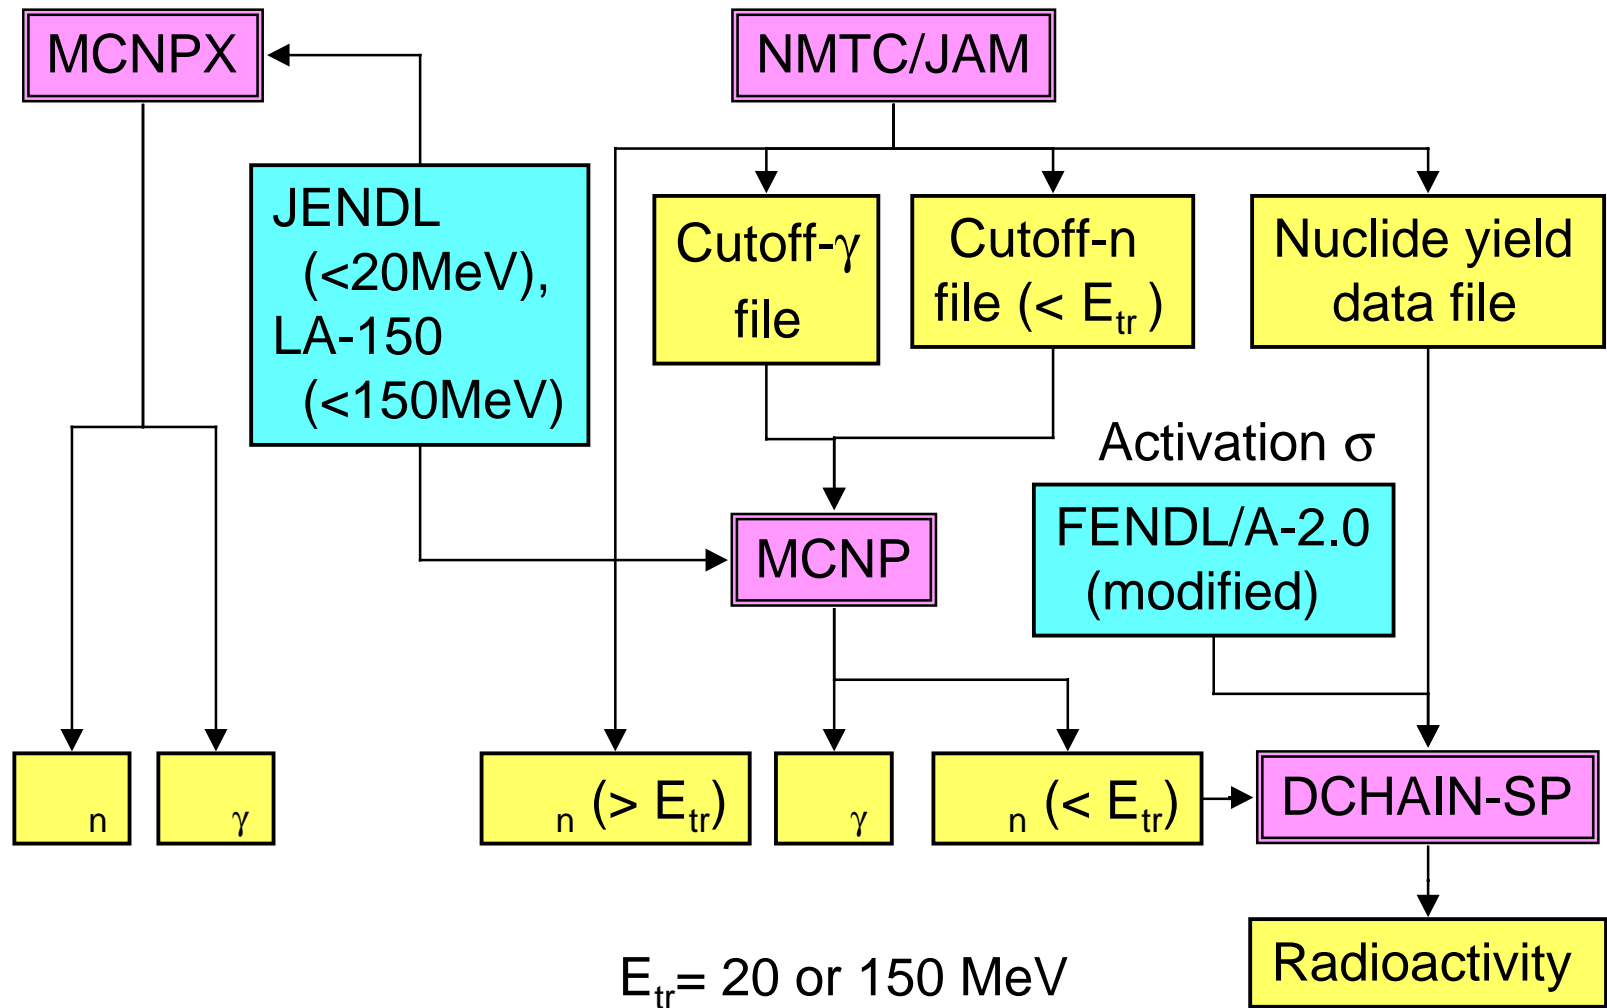 MCNPX
NMTC/JAM
JENDL
(<20MeV),
LA-150
(<150MeV)
Cutoff-γ
file
Cutoff-n
file (< Etr )
Nuclide yield
data file
Activation σ
FENDL/A-2.0
(modified)
MCNP
n
γ
n (> Etr)
γ
n (< Etr)
DCHAIN-SP
Radioactivity
Etr= 20 or 150 MeV